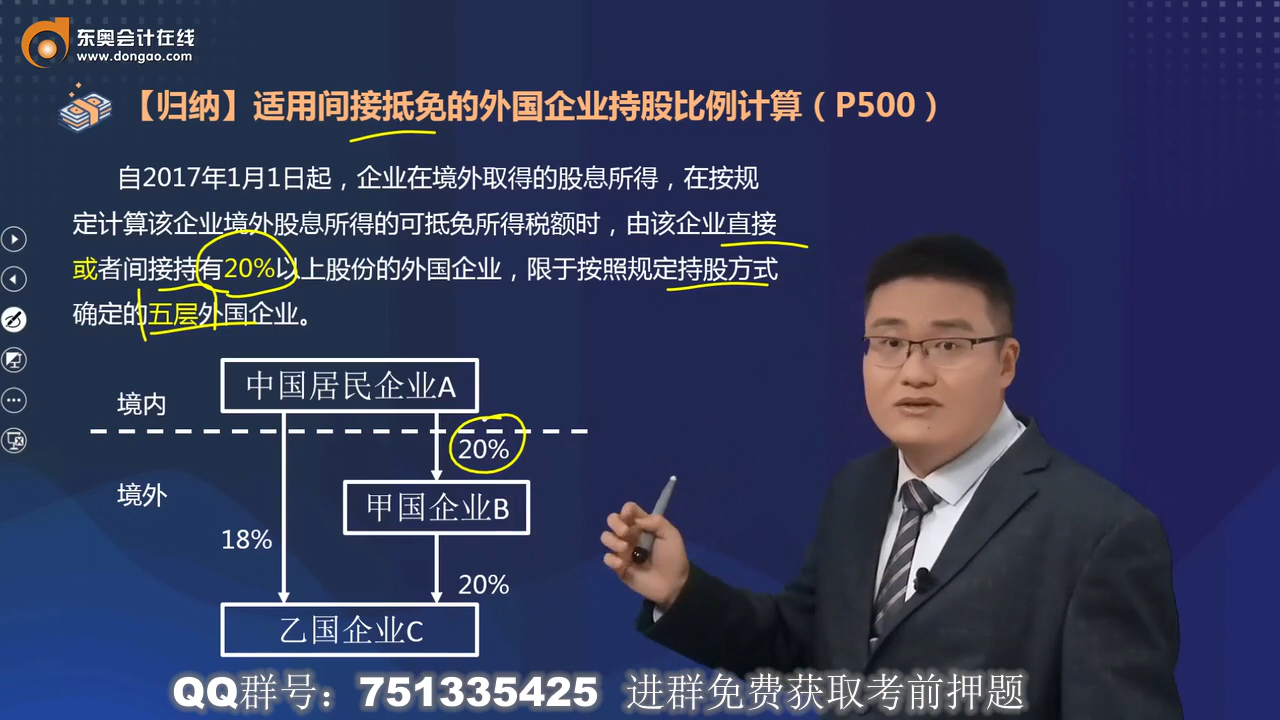 东奥会计在线
www.dongao.com
【归纳】适用间接抵免的外国企业持股比例计算（P500）
自2017年1月1日起，企业在境外取得的股息所得，在按规
定计算该企业境外股息所得的可抵免所得税额时，由该企业直接
或者间接持有20%以上股份的外国企业，限于按照规定持股方式
确定的五层外国企业。
中国居民企业A
境内
20%
境外
甲国企业B
18%
20%
乙国企业C
QQ群号：751335425 进群免费获取考前押题